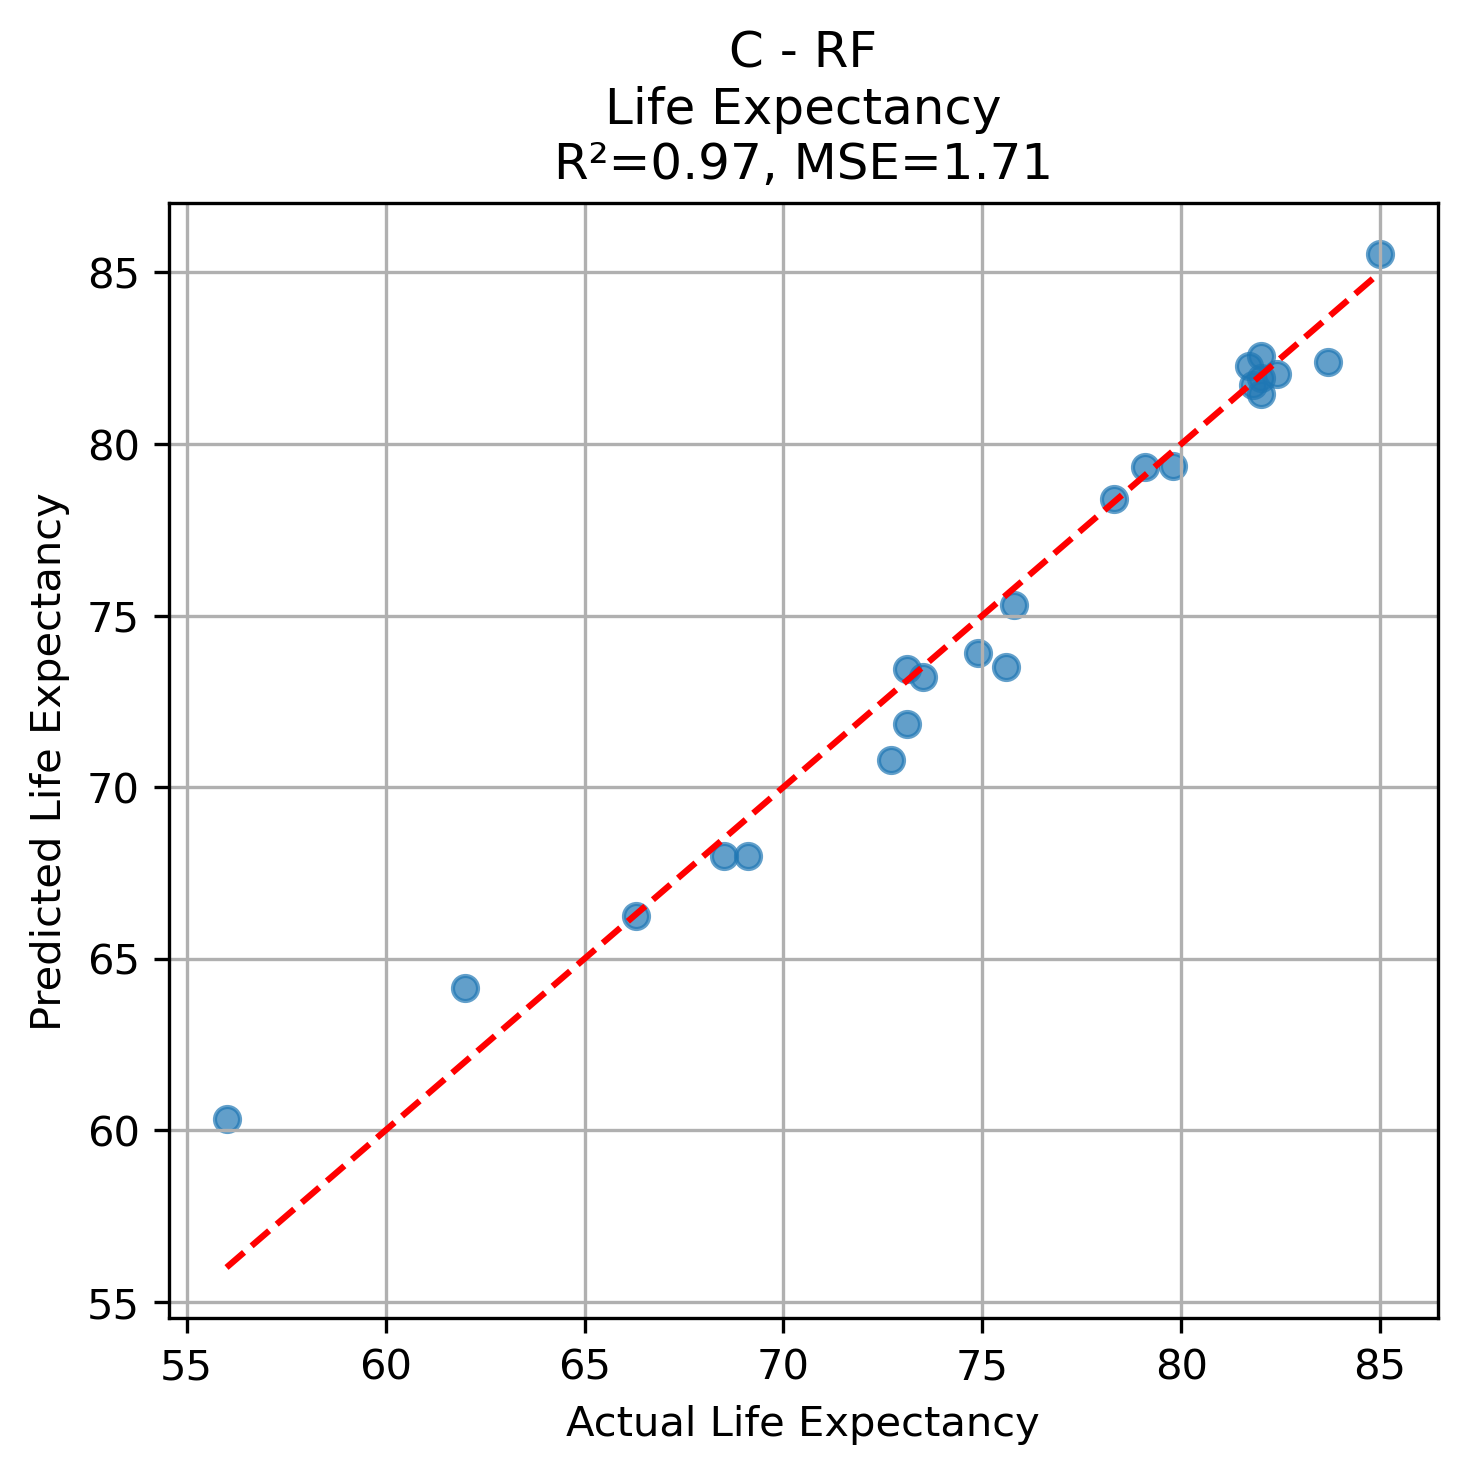 C - RF
Life Expectancy
R²=0.97, MSE=1.71
85
80
75
70
65
60
55
Predicted Life Expectancy
55 60 65 70 75 80 85
Actual Life Expectancy